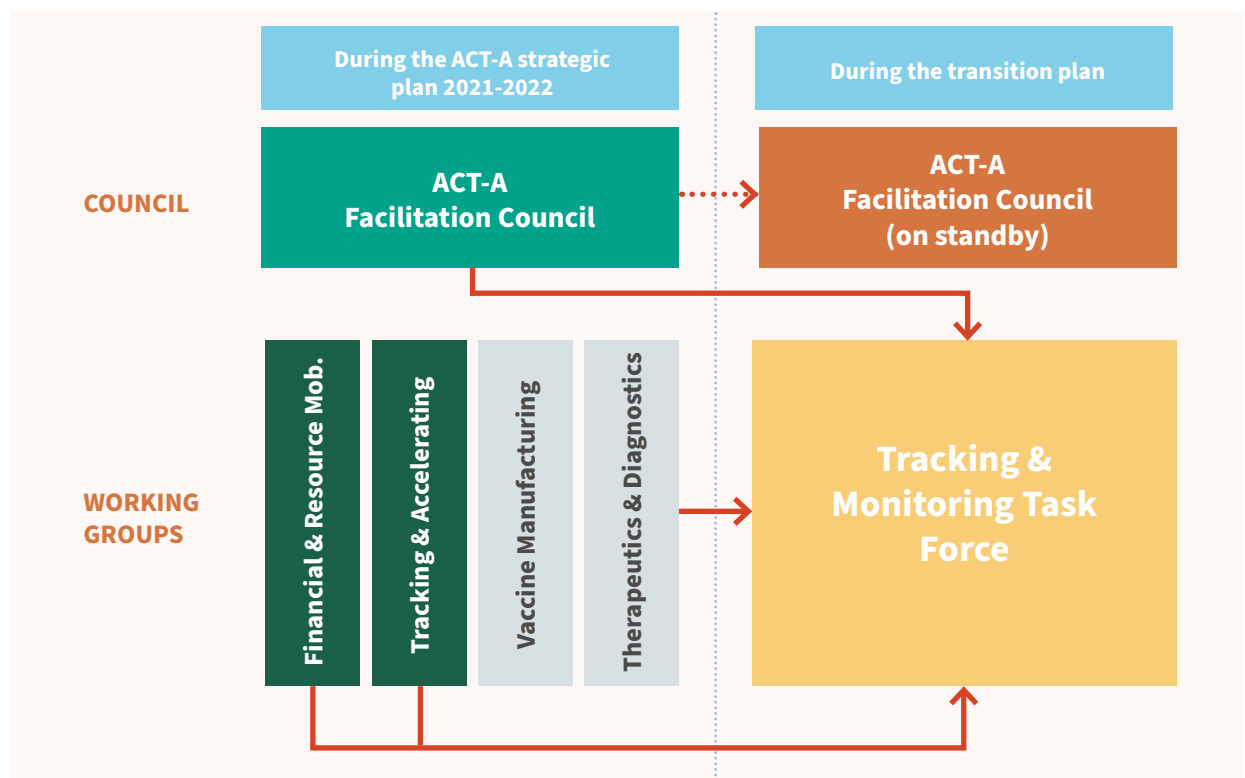 During the ACT-A strategic
plan 2021-2022
During the transition plan
COUNCIL
ACT-A
Facilitation Council
ACT-A
Facilitation Council
(on standby)
WORKING
GROUPS
Financial & Resource Mob.
Tracking & Accelerating
Vaccine Manufacturing
Therapeutics & Diagnostics
Tracking &
Monitoring Task
Force